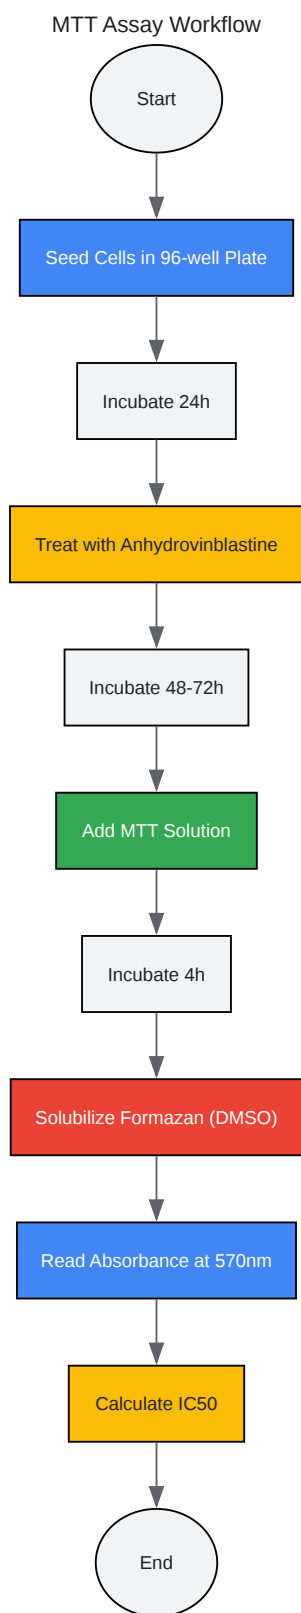 MTT Assay Workflow
Start
Seed Cells in 96-well Plate
Incubate 24h
Treat with Anhydrovinblastine
Incubate 48-72h
Add MTT Solution
Incubate 4h
Solubilize Formazan (DMSO)
Read Absorbance at 570nm
Calculate IC50
End